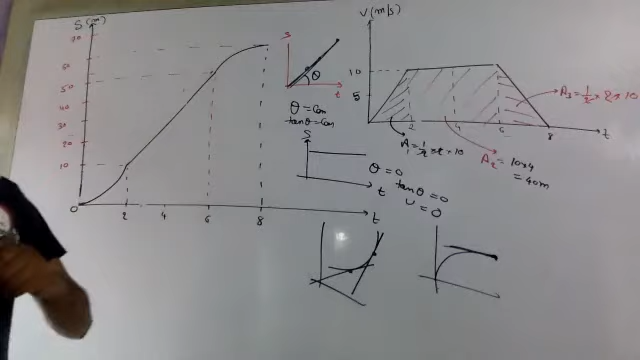 S (m)
70
60
50
40
30
20
10
0
2
4
6
8
t
S
t
θ
θ = Con
tanθ = Con
S
t
θ = 0
tanθ = 0
υ = 0
V (m/s)
10
5
2
4
6
8
t
A₁ = 1/2 × 2 × 10
A₂ = 10×4
= 40m
A₃ = 1/2 × 2 × 10